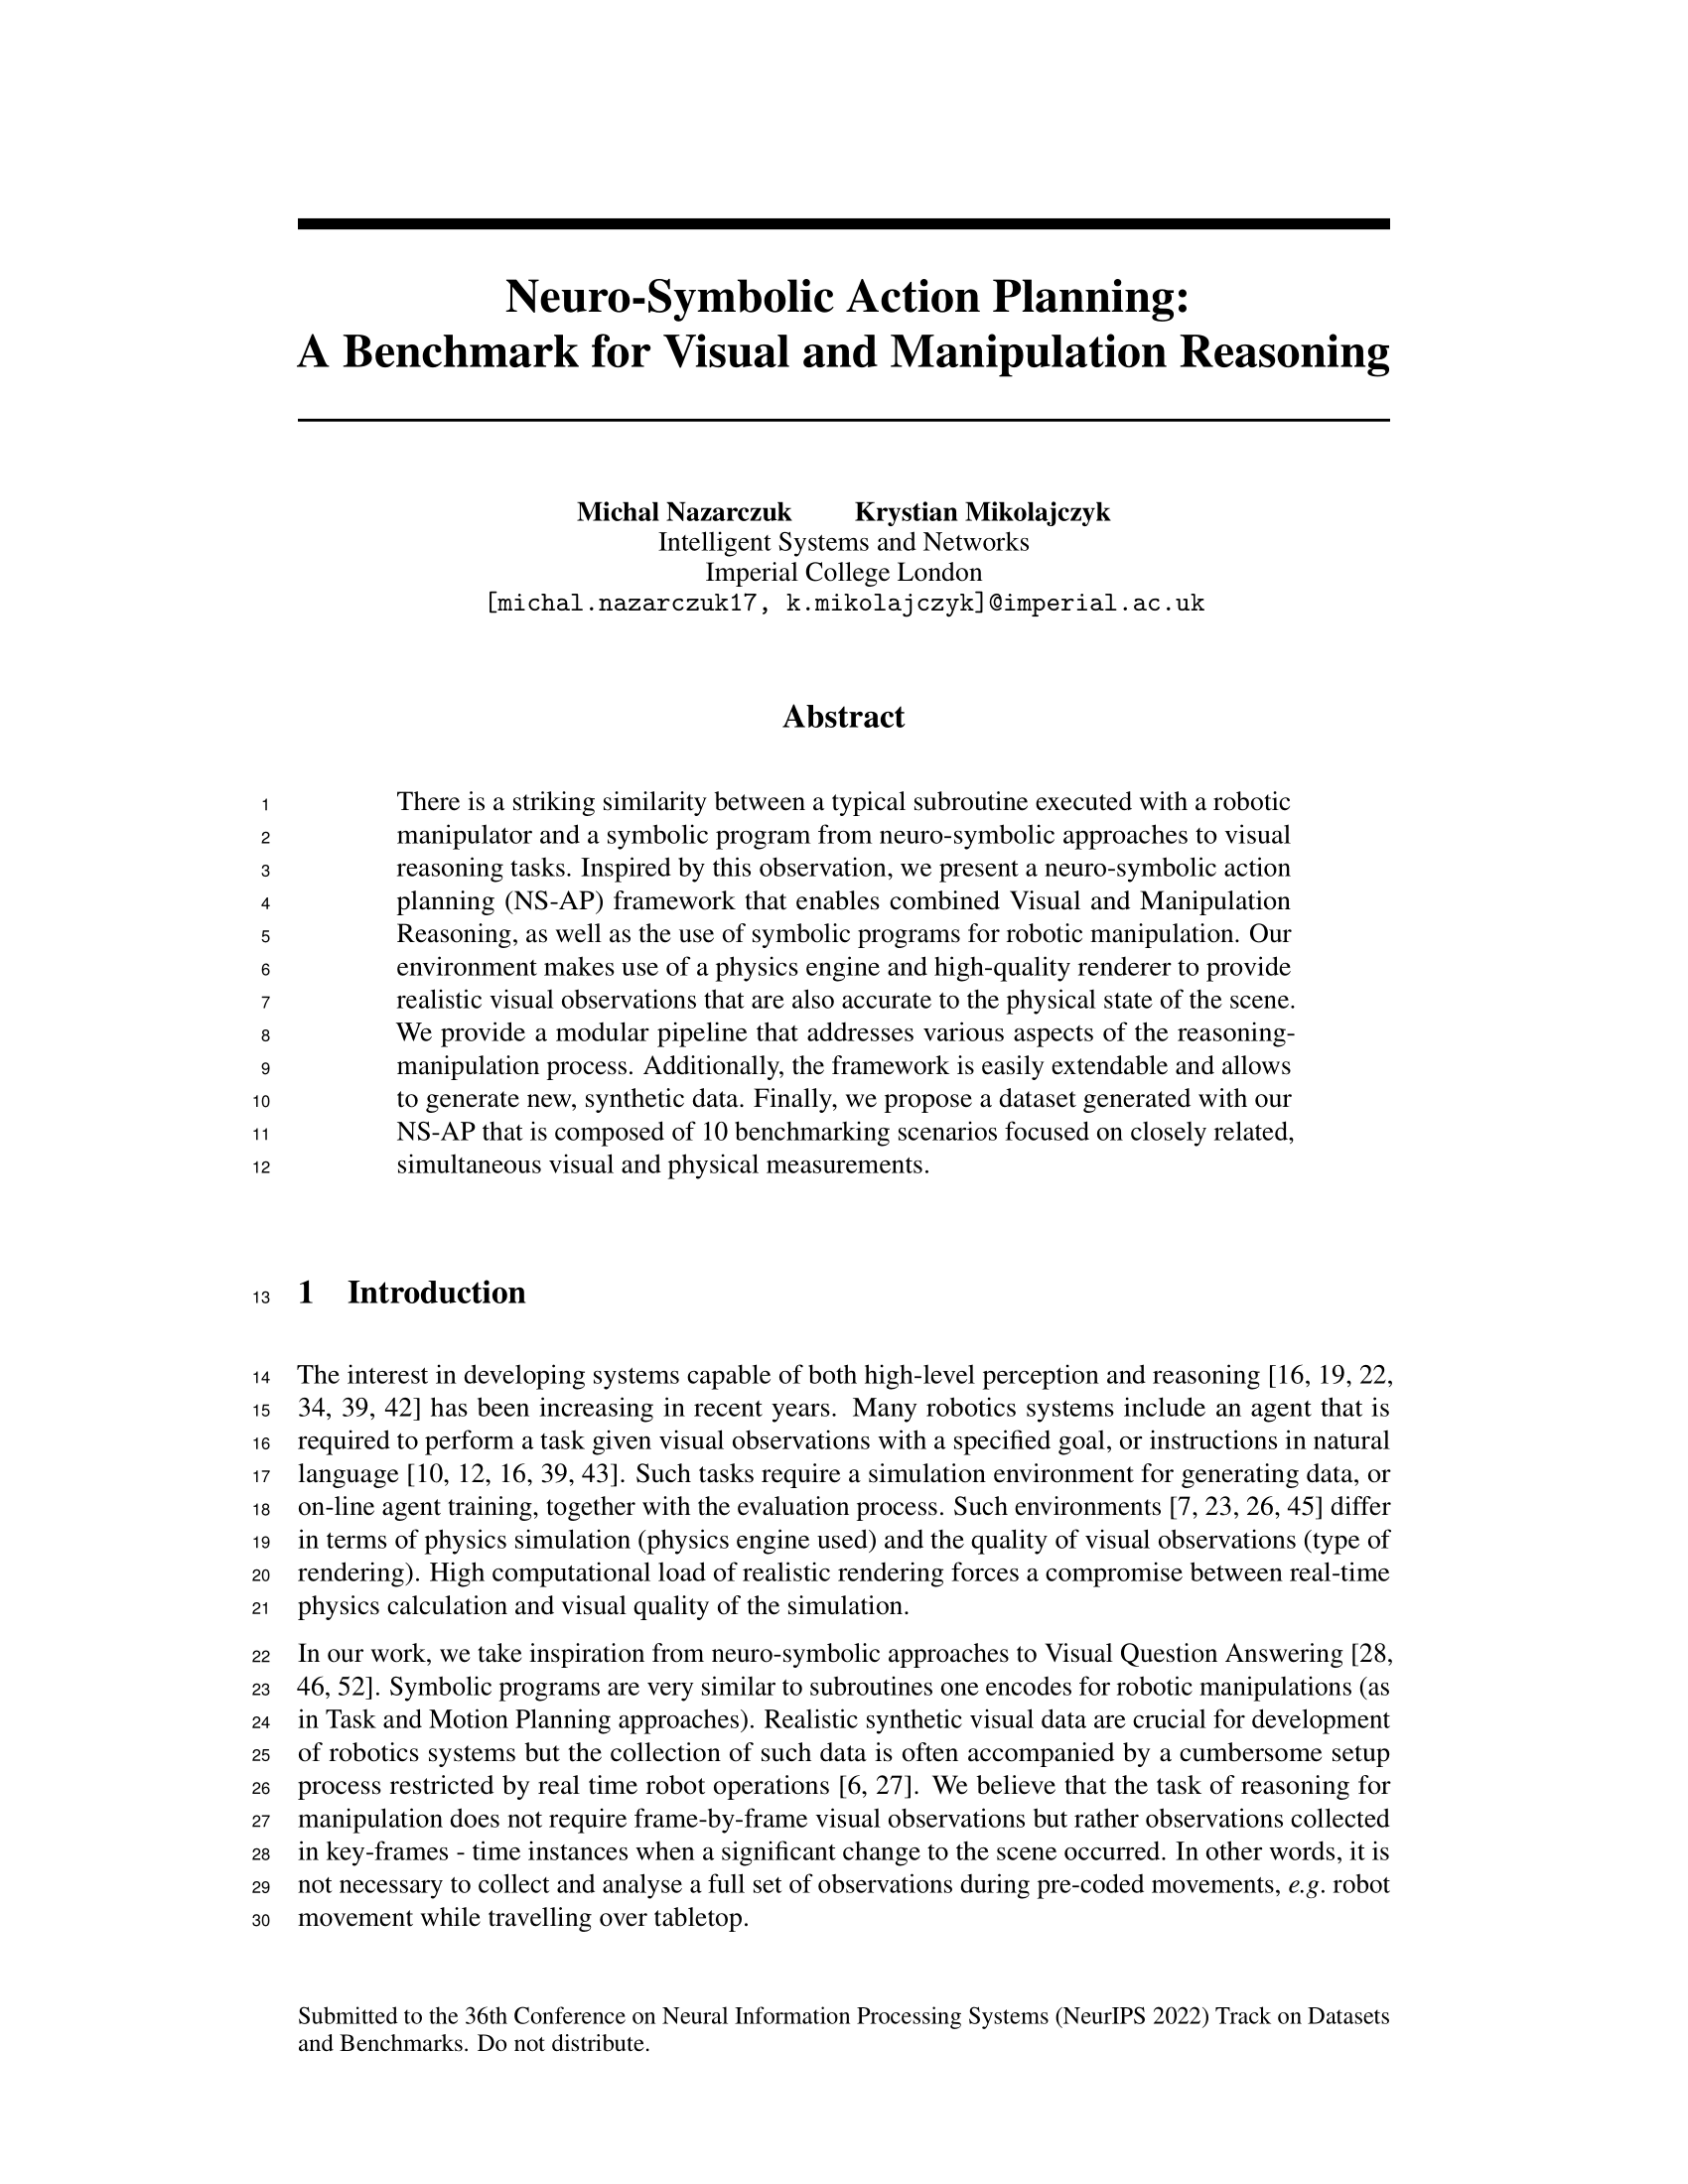 Neuro-Symbolic Action Planning:
A Benchmark for Visual and Manipulation Reasoning
Michal Nazarczuk Krystian Mikolajczyk
Intelligent Systems and Networks
Imperial College London
[michal.nazarczuk17, k.mikolajczyk]@imperial.ac.uk
Abstract
1 There is a striking similarity between a typical subroutine executed with a robotic
2 manipulator and a symbolic program from neuro-symbolic approaches to visual
3 reasoning tasks. Inspired by this observation, we present a neuro-symbolic action
4 planning (NS-AP) framework that enables combined Visual and Manipulation
5 Reasoning, as well as the use of symbolic programs for robotic manipulation. Our
6 environment makes use of a physics engine and high-quality renderer to provide
7 realistic visual observations that are also accurate to the physical state of the scene.
8 We provide a modular pipeline that addresses various aspects of the reasoning-
9 manipulation process. Additionally, the framework is easily extendable and allows
10 to generate new, synthetic data. Finally, we propose a dataset generated with our
11 NS-AP that is composed of 10 benchmarking scenarios focused on closely related,
12 simultaneous visual and physical measurements.
13 1 Introduction
14 The interest in developing systems capable of both high-level perception and reasoning [16, 19, 22,
15 34, 39, 42] has been increasing in recent years. Many robotics systems include an agent that is
16 required to perform a task given visual observations with a specified goal, or instructions in natural
17 language [10, 12, 16, 39, 43]. Such tasks require a simulation environment for generating data, or
18 on-line agent training, together with the evaluation process. Such environments [7, 23, 26, 45] differ
19 in terms of physics simulation (physics engine used) and the quality of visual observations (type of
20 rendering). High computational load of realistic rendering forces a compromise between real-time
21 physics calculation and visual quality of the simulation.
22 In our work, we take inspiration from neuro-symbolic approaches to Visual Question Answering [28,
23 46, 52]. Symbolic programs are very similar to subroutines one encodes for robotic manipulations (as
24 in Task and Motion Planning approaches). Realistic synthetic visual data are crucial for development
25 of robotics systems but the collection of such data is often accompanied by a cumbersome setup
26 process restricted by real time robot operations [6, 27]. We believe that the task of reasoning for
27 manipulation does not require frame-by-frame visual observations but rather observations collected
28 in key-frames - time instances when a significant change to the scene occurred. In other words, it is
29 not necessary to collect and analyse a full set of observations during pre-coded movements, e.g. robot
30 movement while travelling over tabletop.
Submitted to the 36th Conference on Neural Information Processing Systems (NeurIPS 2022) Track on Datasets
and Benchmarks. Do not distribute.